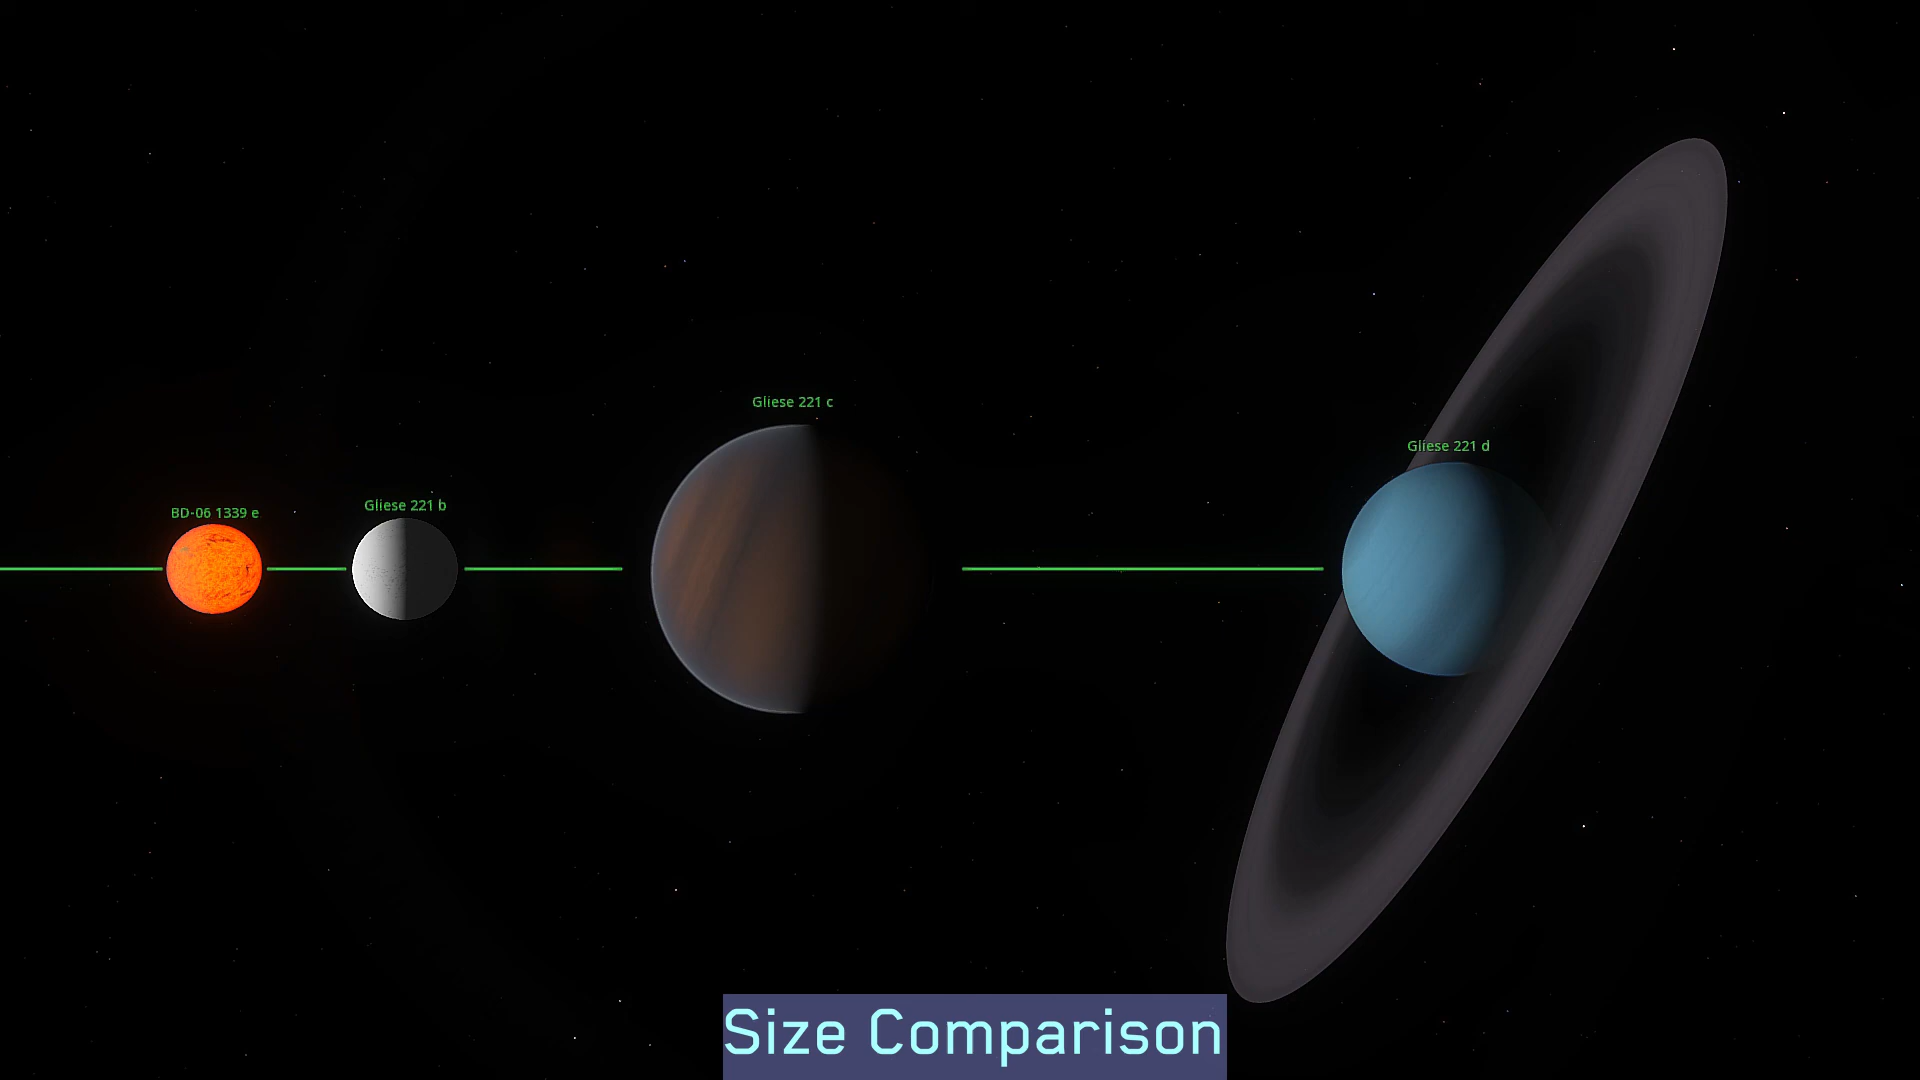 Gliese 221 c
Gliese 221 d
BD-06 1339 e
Gliese 221 b
Size Comparison